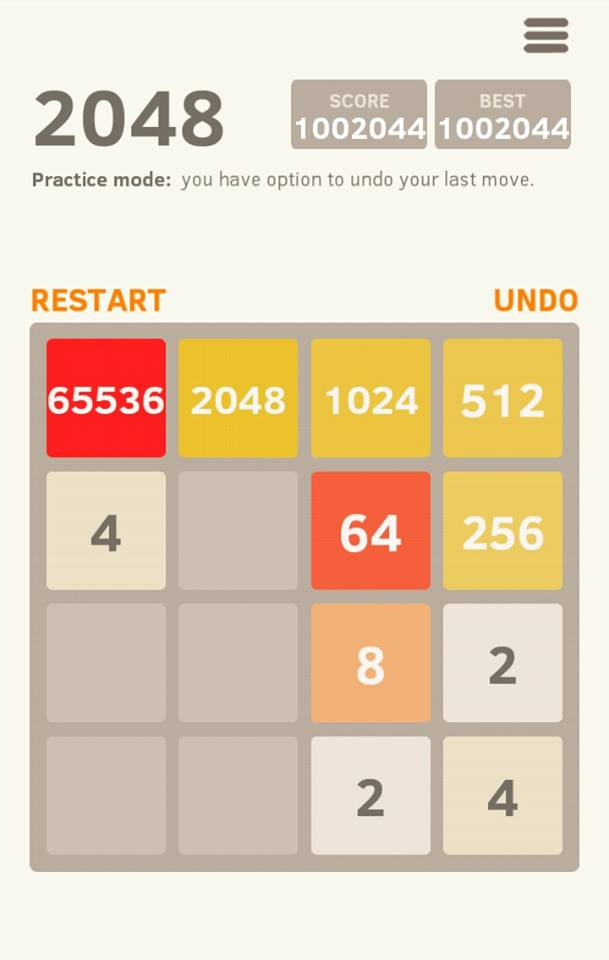 2048
SCORE
1002044
BEST
1002044
Practice mode: you have option to undo your last move.
RESTART
UNDO
65536 2048 1024 512
4 64 256
8 2
2 4